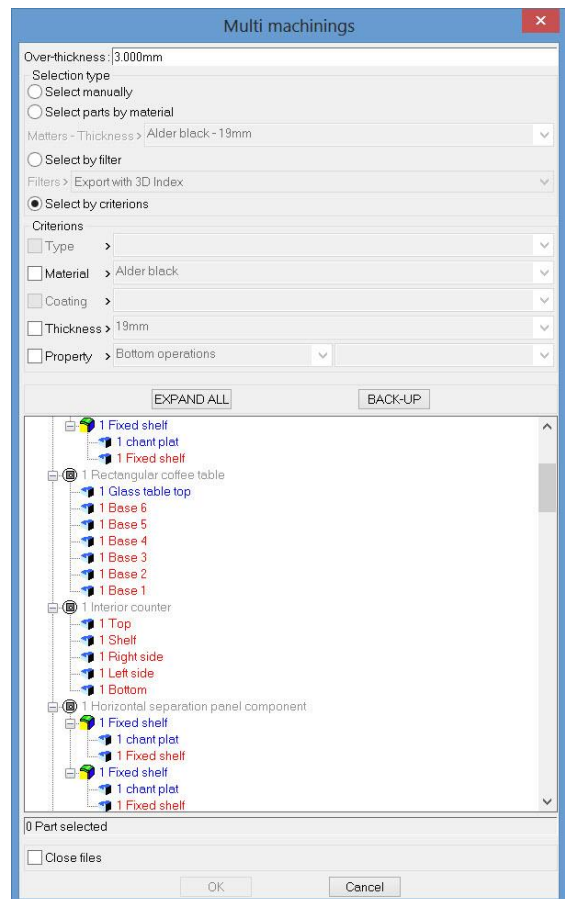 Multi machinings
Over-thickness: 3.000mm
Selection type
Select manually
Select parts by material
Matters - Thickness > Alder black - 19mm
Select by filter
Filters > Export with 3D Index
Select by criterions
Criterions
Type >
Material > Alder black
Coating >
Thickness > 19mm
Property > Bottom operations
EXPAND ALL BACK-UP
1 Fixed shelf
1 chant plat
1 Fixed shelf
1 Rectangular coffee table
1 Glass table top
1 Base 6
1 Base 5
1 Base 4
1 Base 3
1 Base 2
1 Base 1
1 Interior counter
1 Top
1 Shelf
1 Right side
1 Left side
1 Bottom
1 Horizontal separation panel component
1 Fixed shelf
1 chant plat
1 Fixed shelf
1 Fixed shelf
1 chant plat
1 Fixed shelf
0 Part selected
Close files
OK Cancel